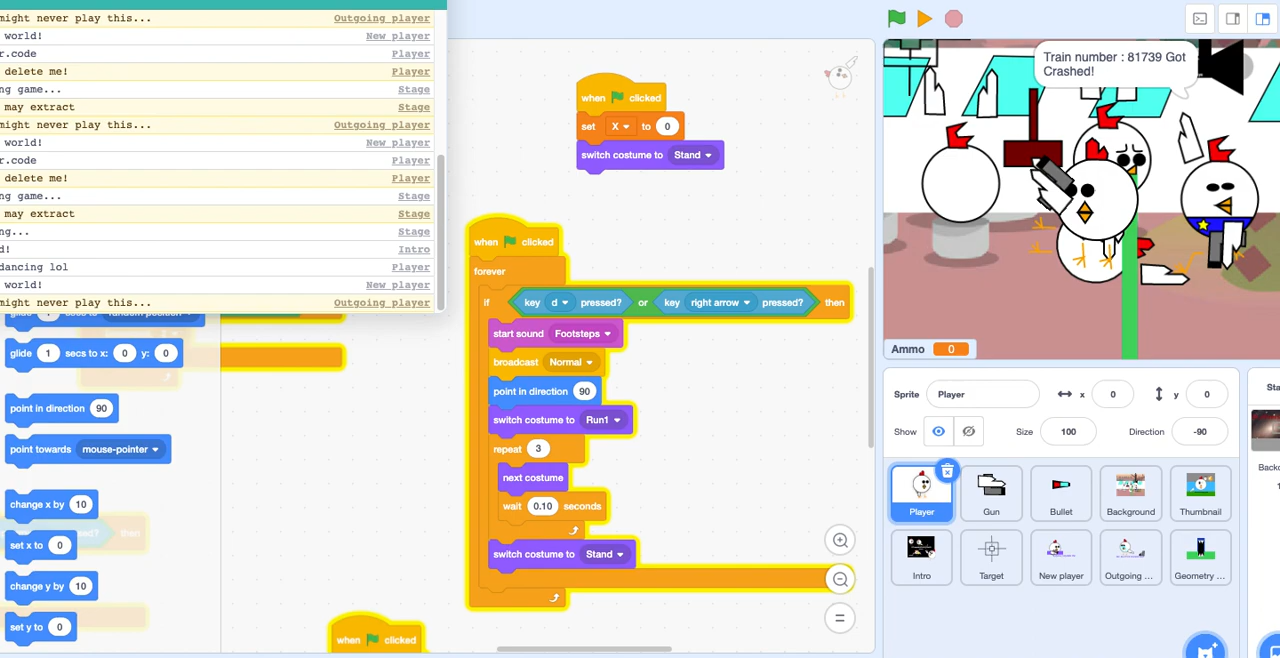 might never play this... Outgoing player
world! New player
r.code Player
delete me! Player
ng game... Stage
may extract Stage
might never play this... Outgoing player
world! New player
r.code Player
delete me! Player
ng game... Stage
may extract Stage
ng... Stage
d! Intro
dancing lol Player
world! New player
might never play this... Outgoing player
glide 1 secs to x: 0 y: 0
point in direction 90
point towards mouse-pointer
change x by 10
set x to 0
change y by 10
set y to 0
then
when clicked
set X to 0
switch costume to Stand
when clicked
forever
if key d pressed? or key right arrow pressed? then
start sound Footsteps
broadcast Normal
point in direction 90
switch costume to Run1
repeat 3
next costume
wait 0.10 seconds
switch costume to Stand
when clicked
Train number : 81739 Got
Crashed!
Ammo 0
Sprite Player x 0 y 0
Show Size 100 Direction -90
Player Gun Bullet Background Thumbnail
Intro Target New player Outgoing ... Geometry ...